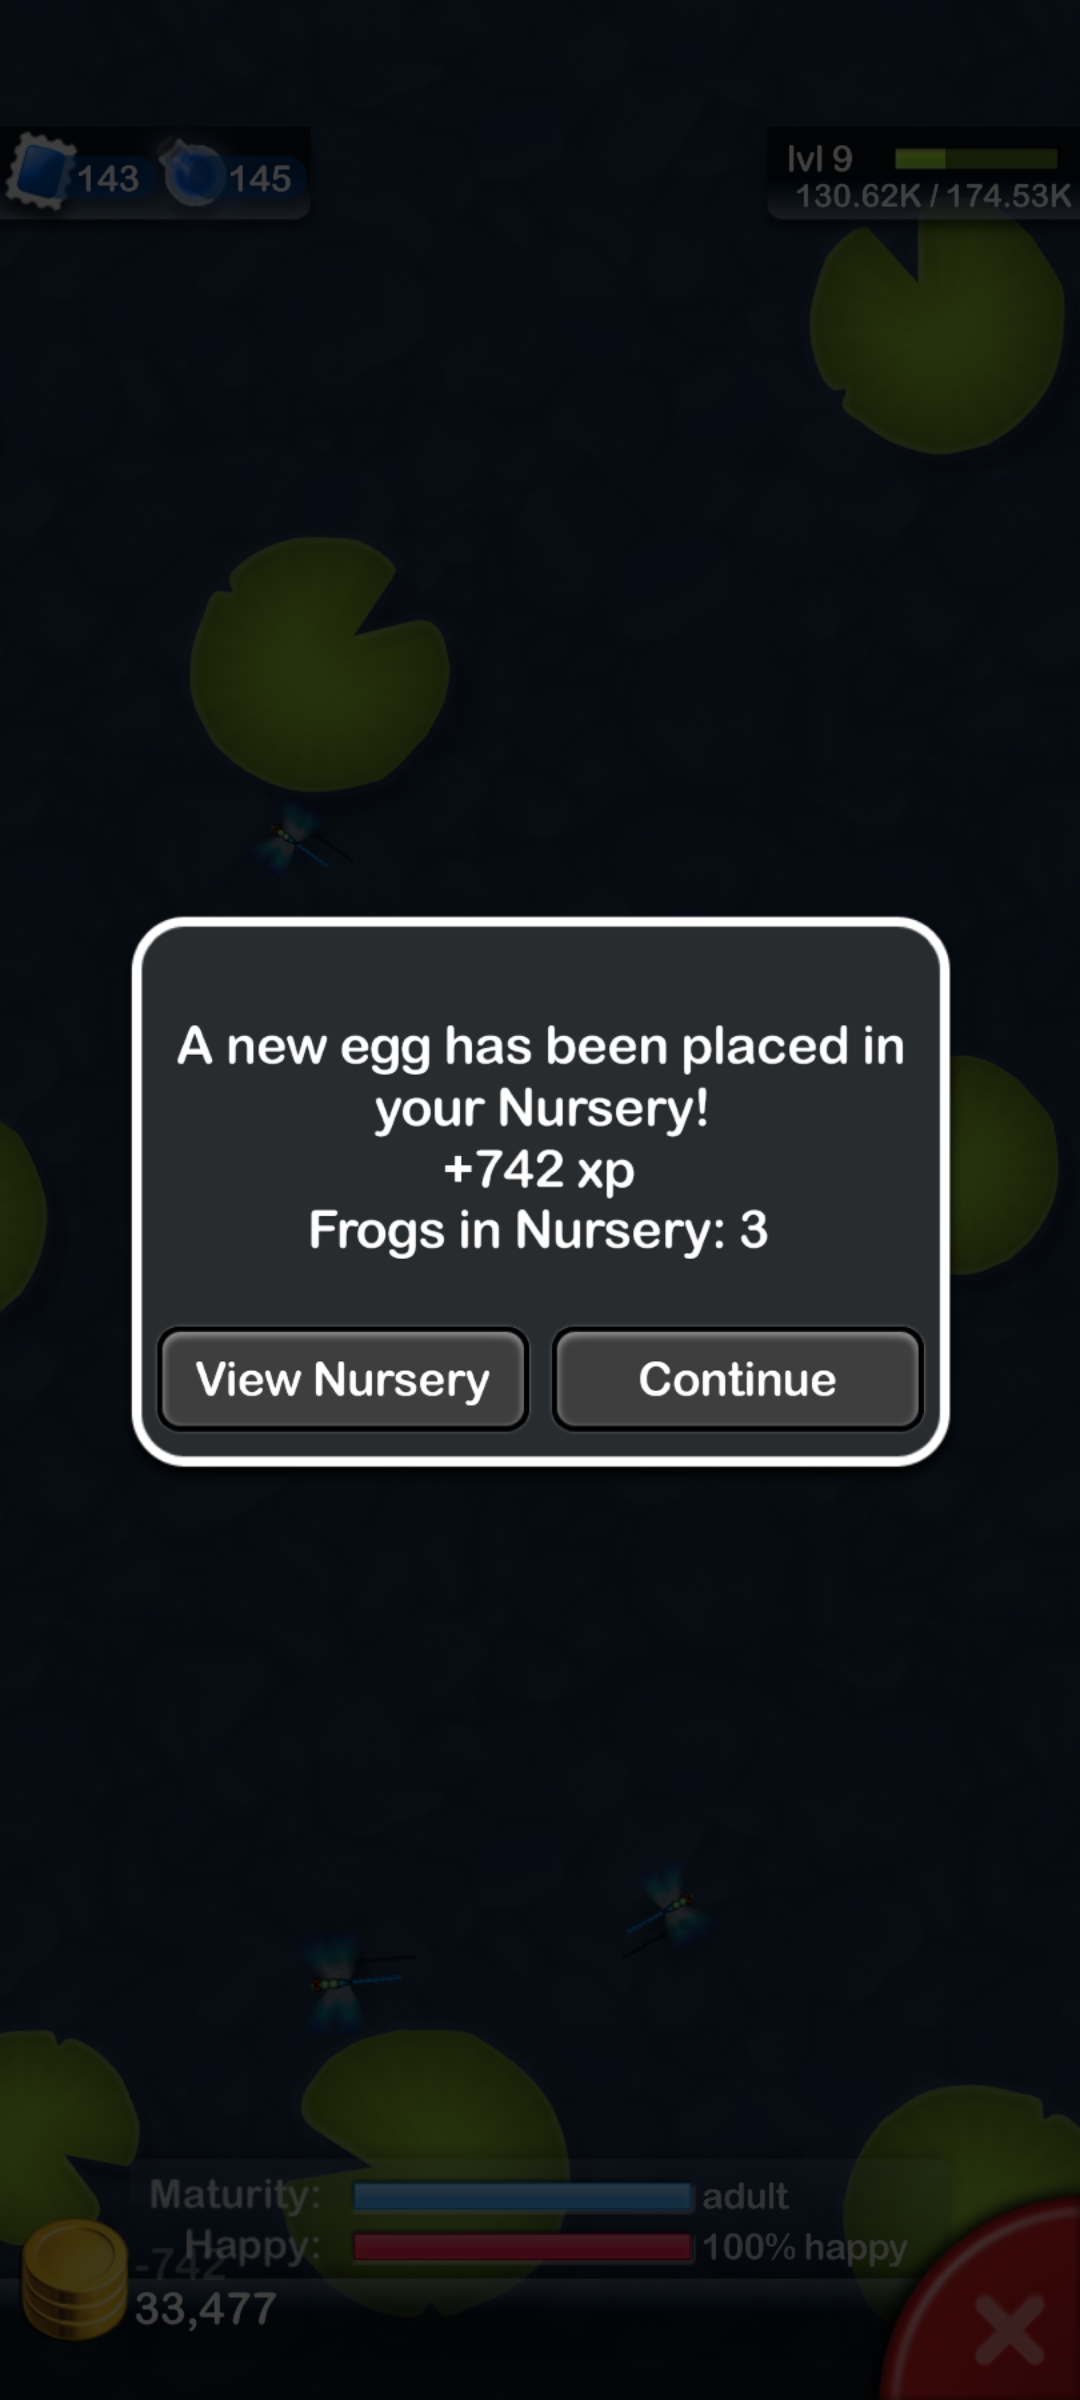 143 145
lvl 9
130.62K / 174.53K
A new egg has been placed in
your Nursery!
+742 xp
Frogs in Nursery: 3
View Nursery
Continue
Maturity: adult
Happy: 100% happy
-742
33,477